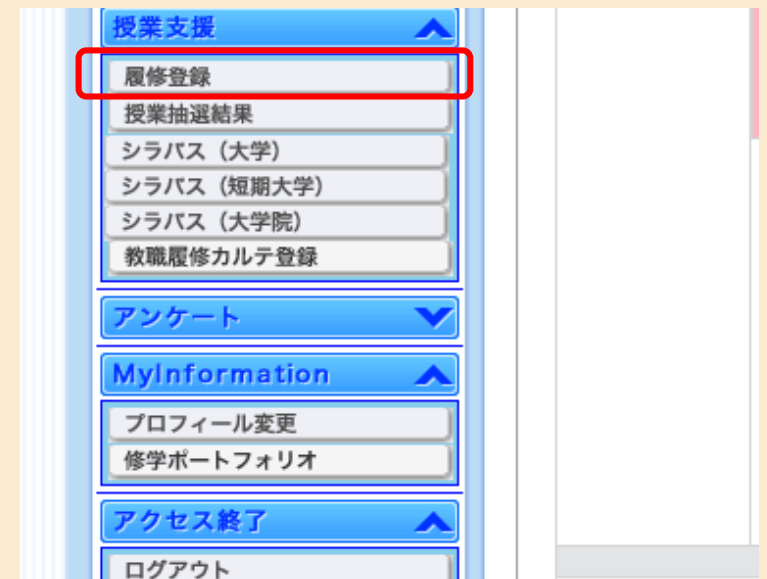 授業支援
履修登録
授業抽選結果
シラバス（大学）
シラバス（短期大学）
シラバス（大学院）
教職履修カルテ登録
アンケート
MyInformation
プロフィール変更
修学ポートフォリオ
アクセス終了
ログアウト